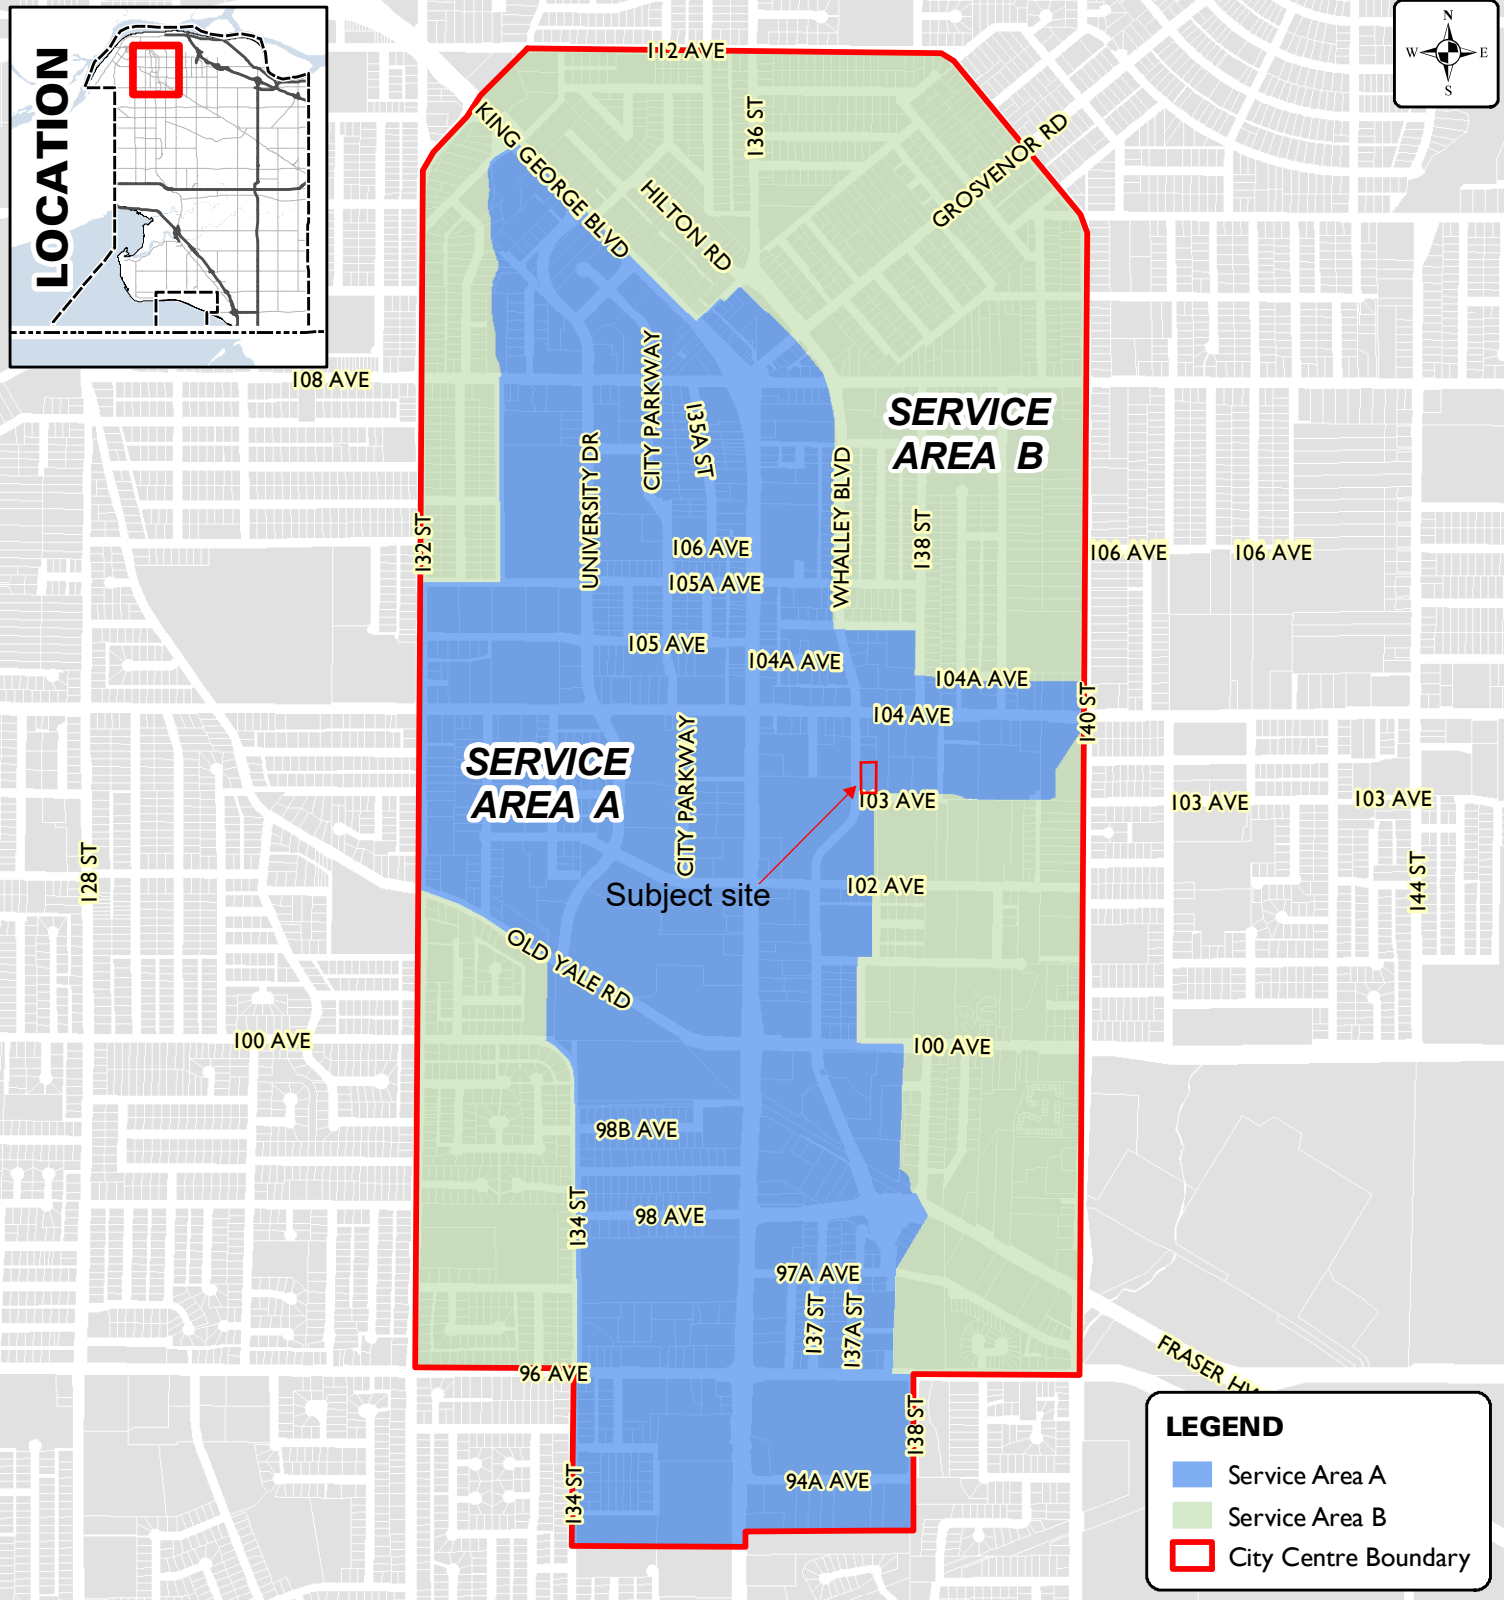 LOCATION
N
W
E
S
112 AVE
136 ST
KING GEORGE BLVD
HILTON RD
GROSVENOR RD
108 AVE
CITY PARKWAY
135A ST
UNIVERSITY DR
WHALLEY BLVD
SERVICE
AREA B
132 ST
138 ST
106 AVE
106 AVE
106 AVE
105A AVE
105 AVE
104A AVE
104A AVE
104 AVE
140 ST
SERVICE
AREA A
CITY PARKWAY
103 AVE
103 AVE
103 AVE
128 ST
144 ST
Subject site
102 AVE
OLD YALE RD
100 AVE
100 AVE
98B AVE
134 ST
98 AVE
97A AVE
137 ST
137A ST
96 AVE
FRASER
138 ST
134 ST
94A AVE
LEGEND
Service Area A
Service Area B
City Centre Boundary